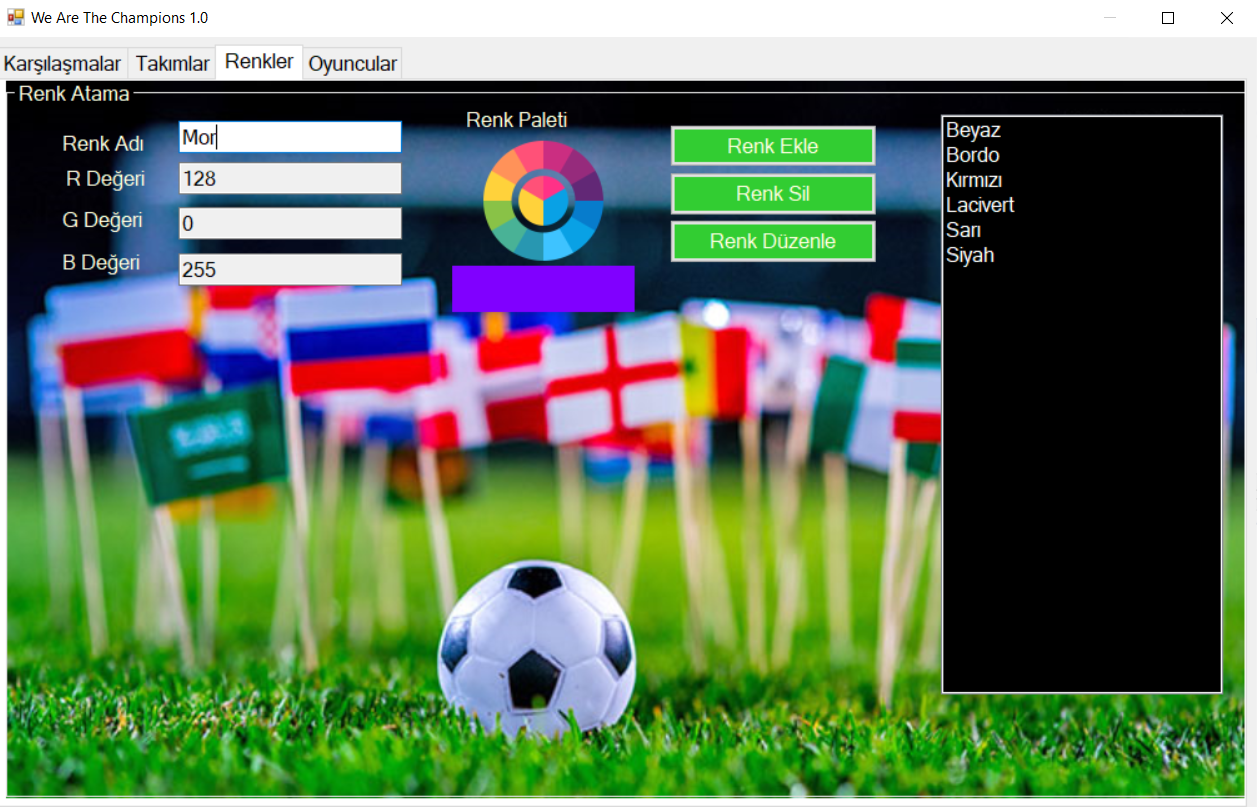 We Are The Champions 1.0
Karşılaşmalar Takımlar Renkler Oyuncular
Renk Atama
Renk Adı
Mor
R Değeri
128
G Değeri
0
B Değeri
255
Renk Paleti
Renk Ekle
Renk Sil
Renk Düzenle
Beyaz
Bordo
Kırmızı
Lacivert
Sarı
Siyah